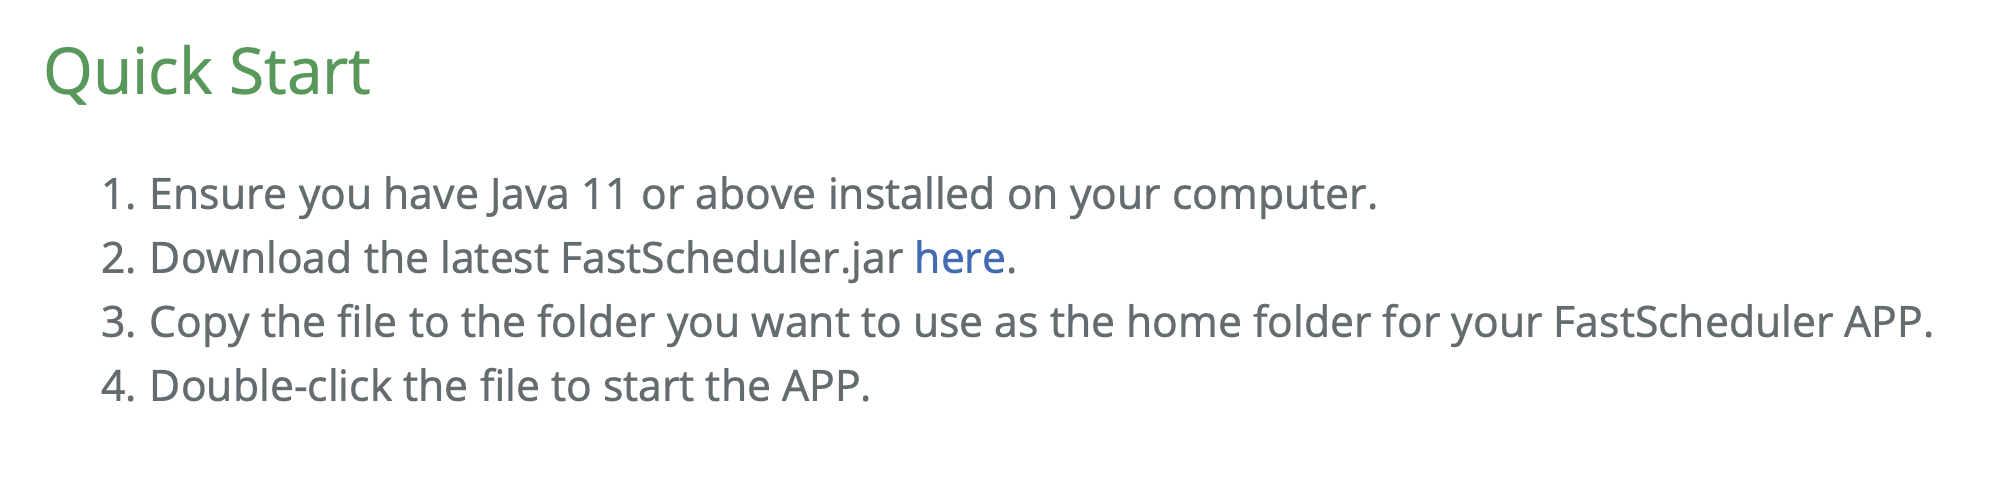 Quick Start
1. Ensure you have Java 11 or above installed on your computer.
2. Download the latest FastScheduler.jar here.
3. Copy the file to the folder you want to use as the home folder for your FastScheduler APP.
4. Double-click the file to start the APP.